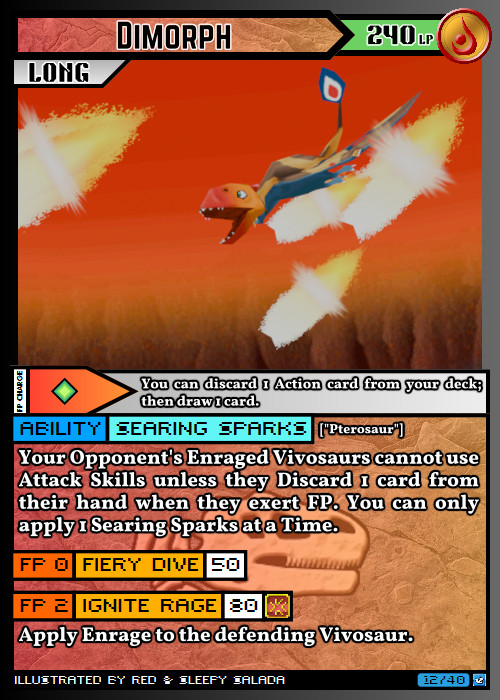 DIMORPH
240 LP
LONG
FP CHARGE
You can discard 1 Action card from your deck;
then draw 1 card.
ABILITY SEARING SPARKS ["Pterosaur"]
Your Opponent's Enraged Vivosaurs cannot use
Attack Skills unless they Discard 1 card from
their hand when they exert FP. You can only
apply 1 Searing Sparks at a Time.
FP 0 FIERY DIVE 50
FP 2 IGNITE RAGE 30
Apply Enrage to the defending Vivosaur.
ILLUSTRATED BY RED & SLEEPY SALADA
12/40